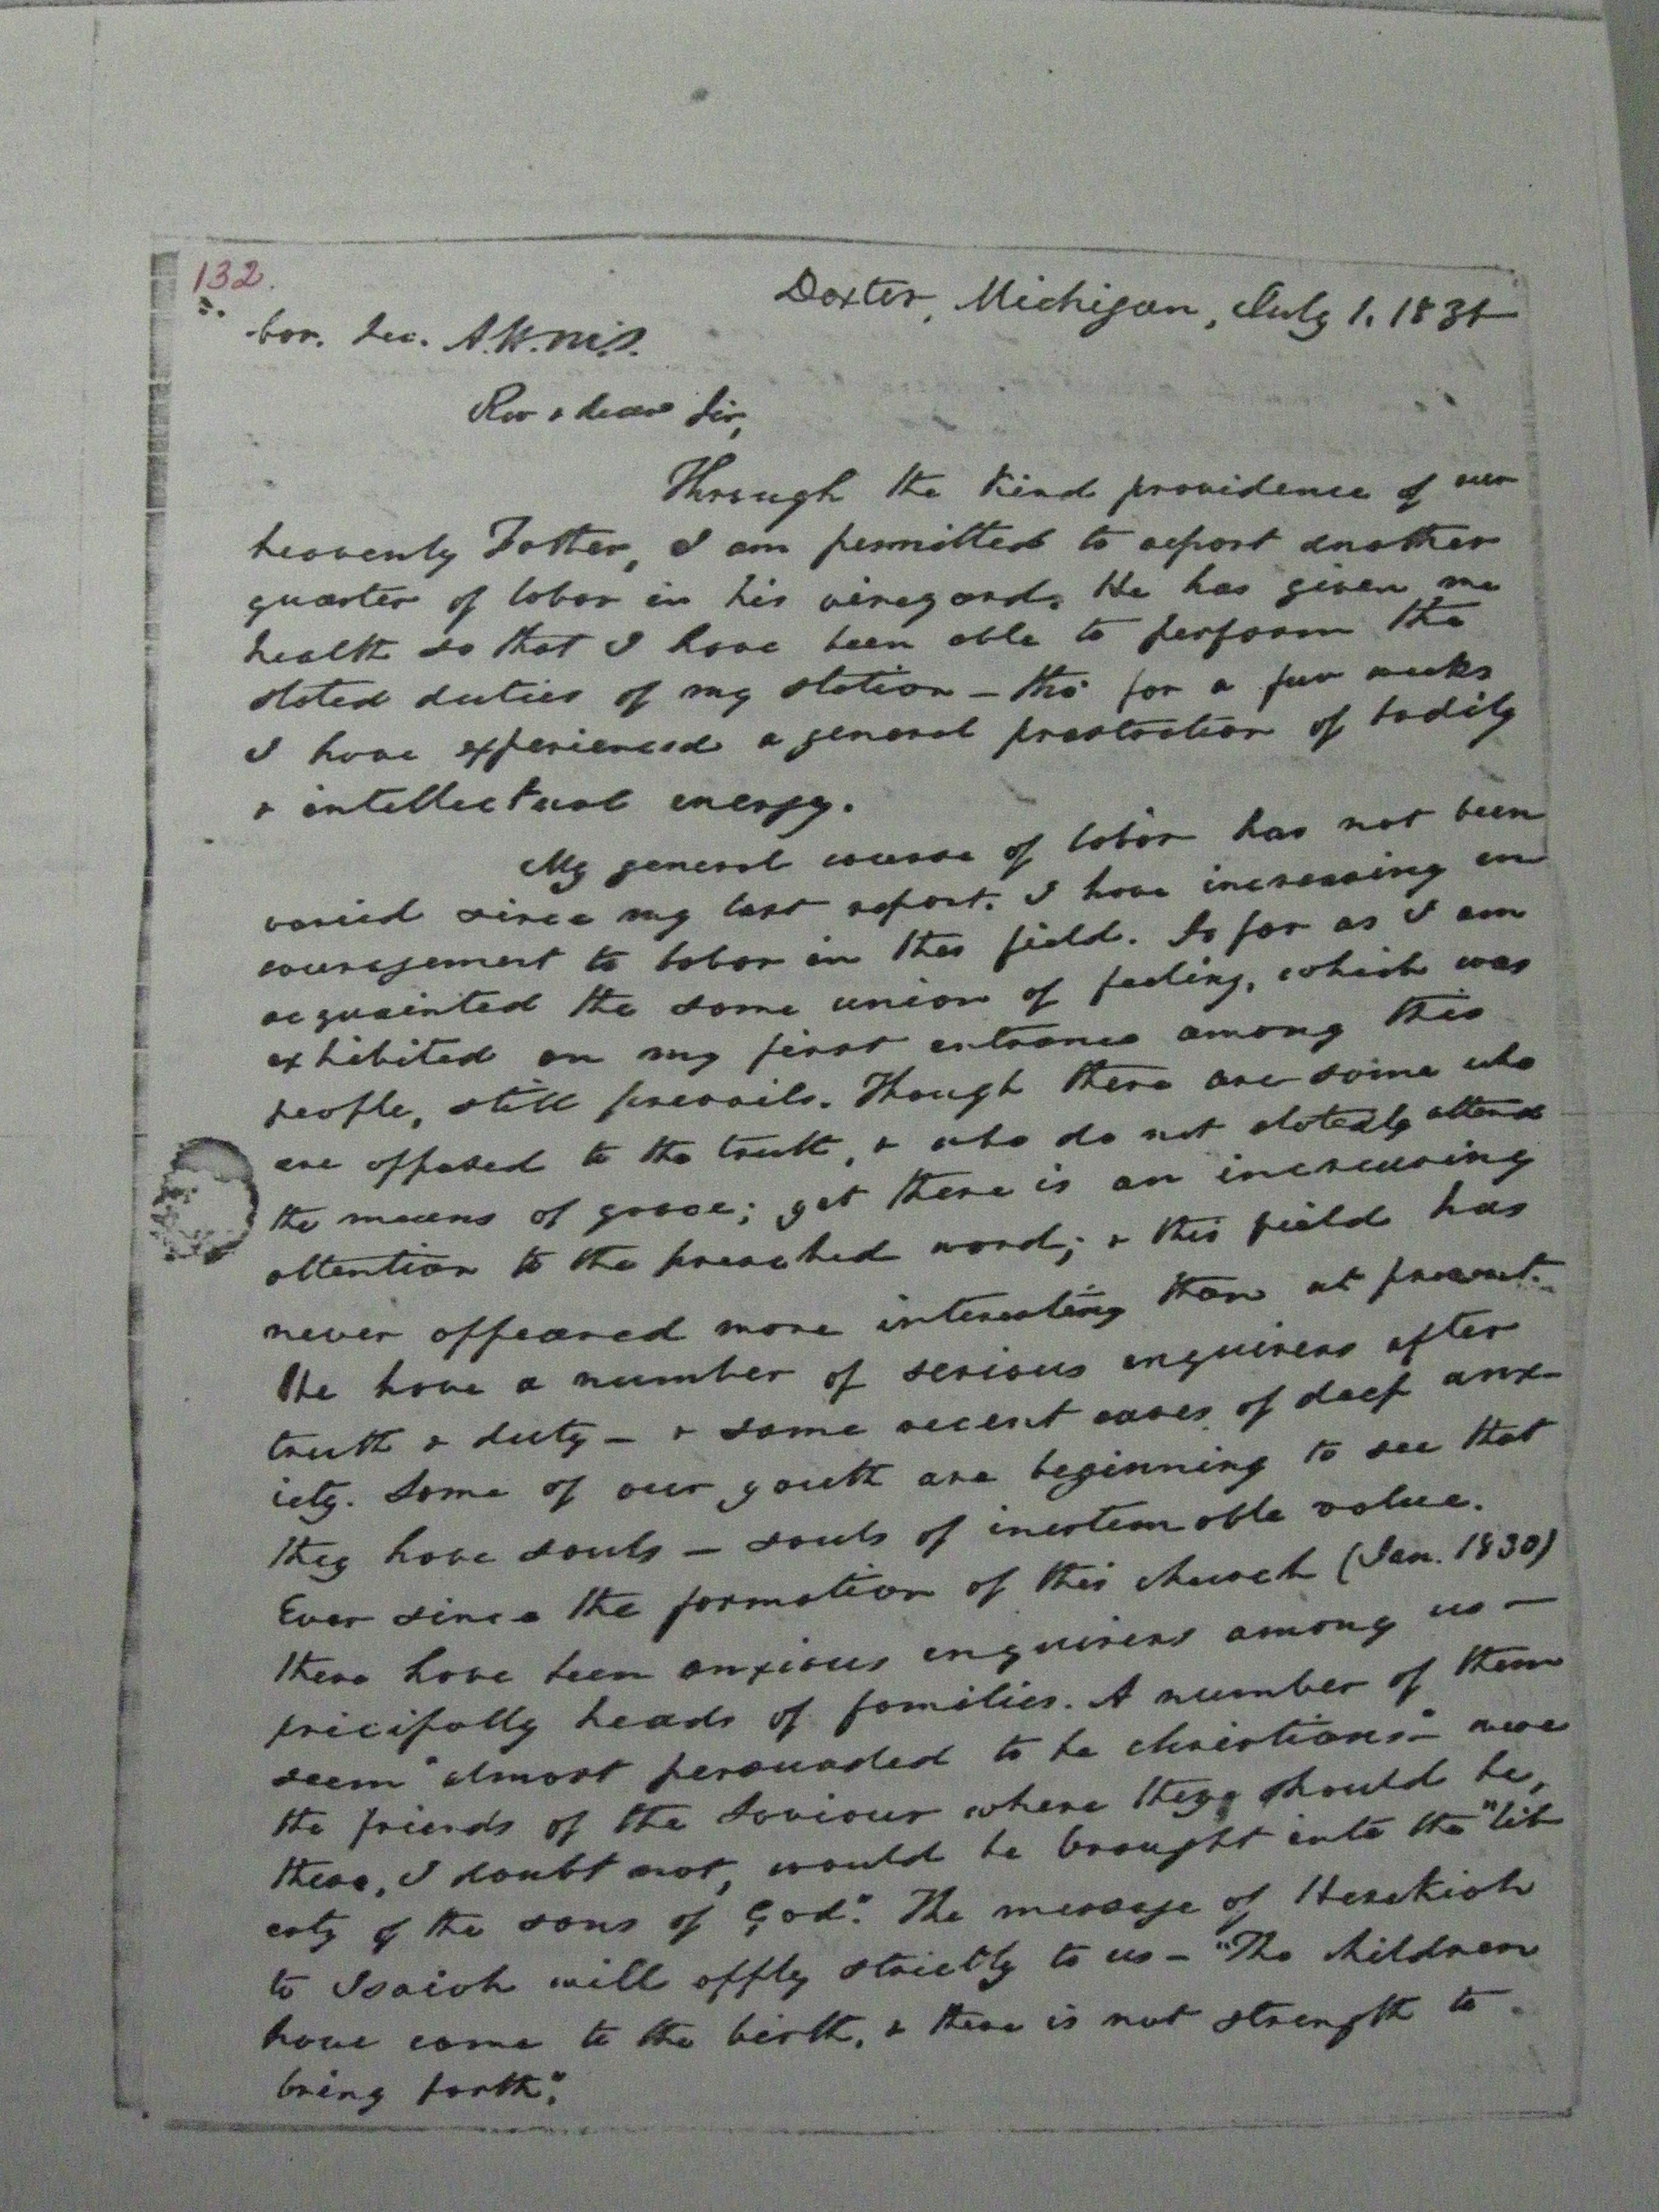 132.
Dexter, Michigan, July 1, 1831
Cor. Sec. A.H.M.S.
Rev & dear Sir,
Through the kind providence of our
heavenly Father, I am permitted to report another
quarter of labor in his vineyard. He has given me
health so that I have been able to perform the
stated duties of my station – tho' for a few weeks
I have experienced a general prostration of bodily
& intellectual energy.
My general course of labor has not been
varied since my last report. I have increasing en
couragement to labor in this field. As far as I am
acquainted the same union of feeling, which was
exhibited on my first entrance among this
people, still prevails. Though there are some who
are opposed to the truth, & who do not statedly attend
the means of grace; yet there is an increasing
attention to the preached word; & this field has
never appeared more interesting than at present.
We have a number of serious enquirers after
truth & duty – & some recent cases of deep anx-
iety. Some of our youth are beginning to see that
they have souls – souls of inestemable value.
Ever since the formation of this church (Jan. 1830)
there have been anxious enquirers among us –
pricipally heads of families. A number of them
seem "almost persuaded to be christians" – were
the friends of the Saviour where they should be,
these, I doubt not, would be brought into the "lib
erty of the sons of God". The message of Hezekiah
to Isaiah will apply strictly to us – "The children
have come to the birth, & there is not strength to
bring forth".